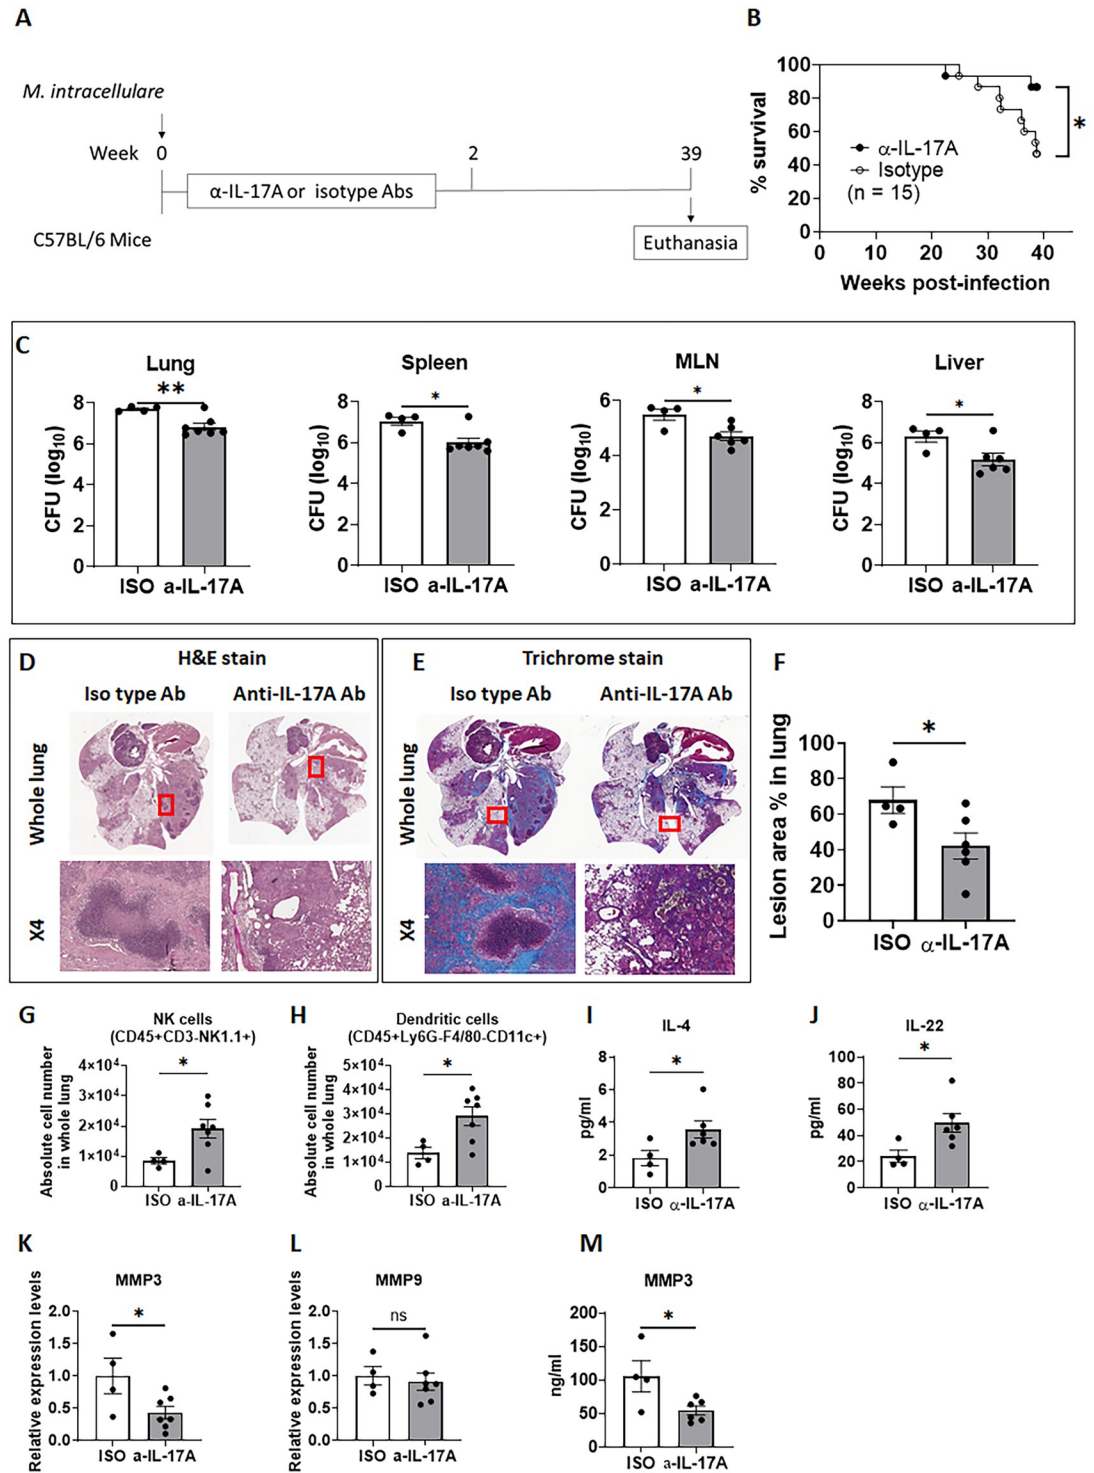 A
M. intracellulare
Week 0 2 39
α-IL-17A or isotype Abs
C57BL/6 Mice
Euthanasia
B
% survival
100
80
60
40
20
0
α-IL-17A
Isotype
(n = 15)
*
0 10 20 30 40
Weeks post-infection
C
Lung
**
CFU (log10)
8
6
4
2
0
ISO a-IL-17A
Spleen
*
CFU (log10)
8
6
4
2
0
ISO a-IL-17A
MLN
*
CFU (log10)
6
4
2
0
ISO a-IL-17A
Liver
*
CFU (log10)
8
6
4
2
0
ISO a-IL-17A
D
H&E stain
Iso type Ab Anti-IL-17A Ab
Whole lung
X4
E
Trichrome stain
Iso type Ab Anti-IL-17A Ab
Whole lung
X4
F
*
Lesion area % in lung
100
80
60
40
20
0
ISO α-IL-17A
G
NK cells
(CD45+CD3-NK1.1+)
*
Absolute cell number
in whole lung
4×10⁴
3×10⁴
2×10⁴
1×10⁴
0
ISO a-IL-17A
H
Dendritic cells
(CD45+Ly6G-F4/80-CD11c+)
*
Absolute cell number
in whole lung
5×10⁴
4×10⁴
3×10⁴
2×10⁴
1×10⁴
0
ISO a-IL-17A
I
IL-4
*
pg/ml
8
6
4
2
0
ISO α-IL-17A
J
IL-22
*
pg/ml
100
80
60
40
20
0
ISO α-IL-17A
K
MMP3
*
Relative expression levels
2.0
1.5
1.0
0.5
0.0
ISO a-IL-17A
L
MMP9
ns
Relative expression levels
2.0
1.5
1.0
0.5
0.0
ISO a-IL-17A
M
MMP3
*
ng/ml
200
150
100
50
0
ISO a-IL-17A